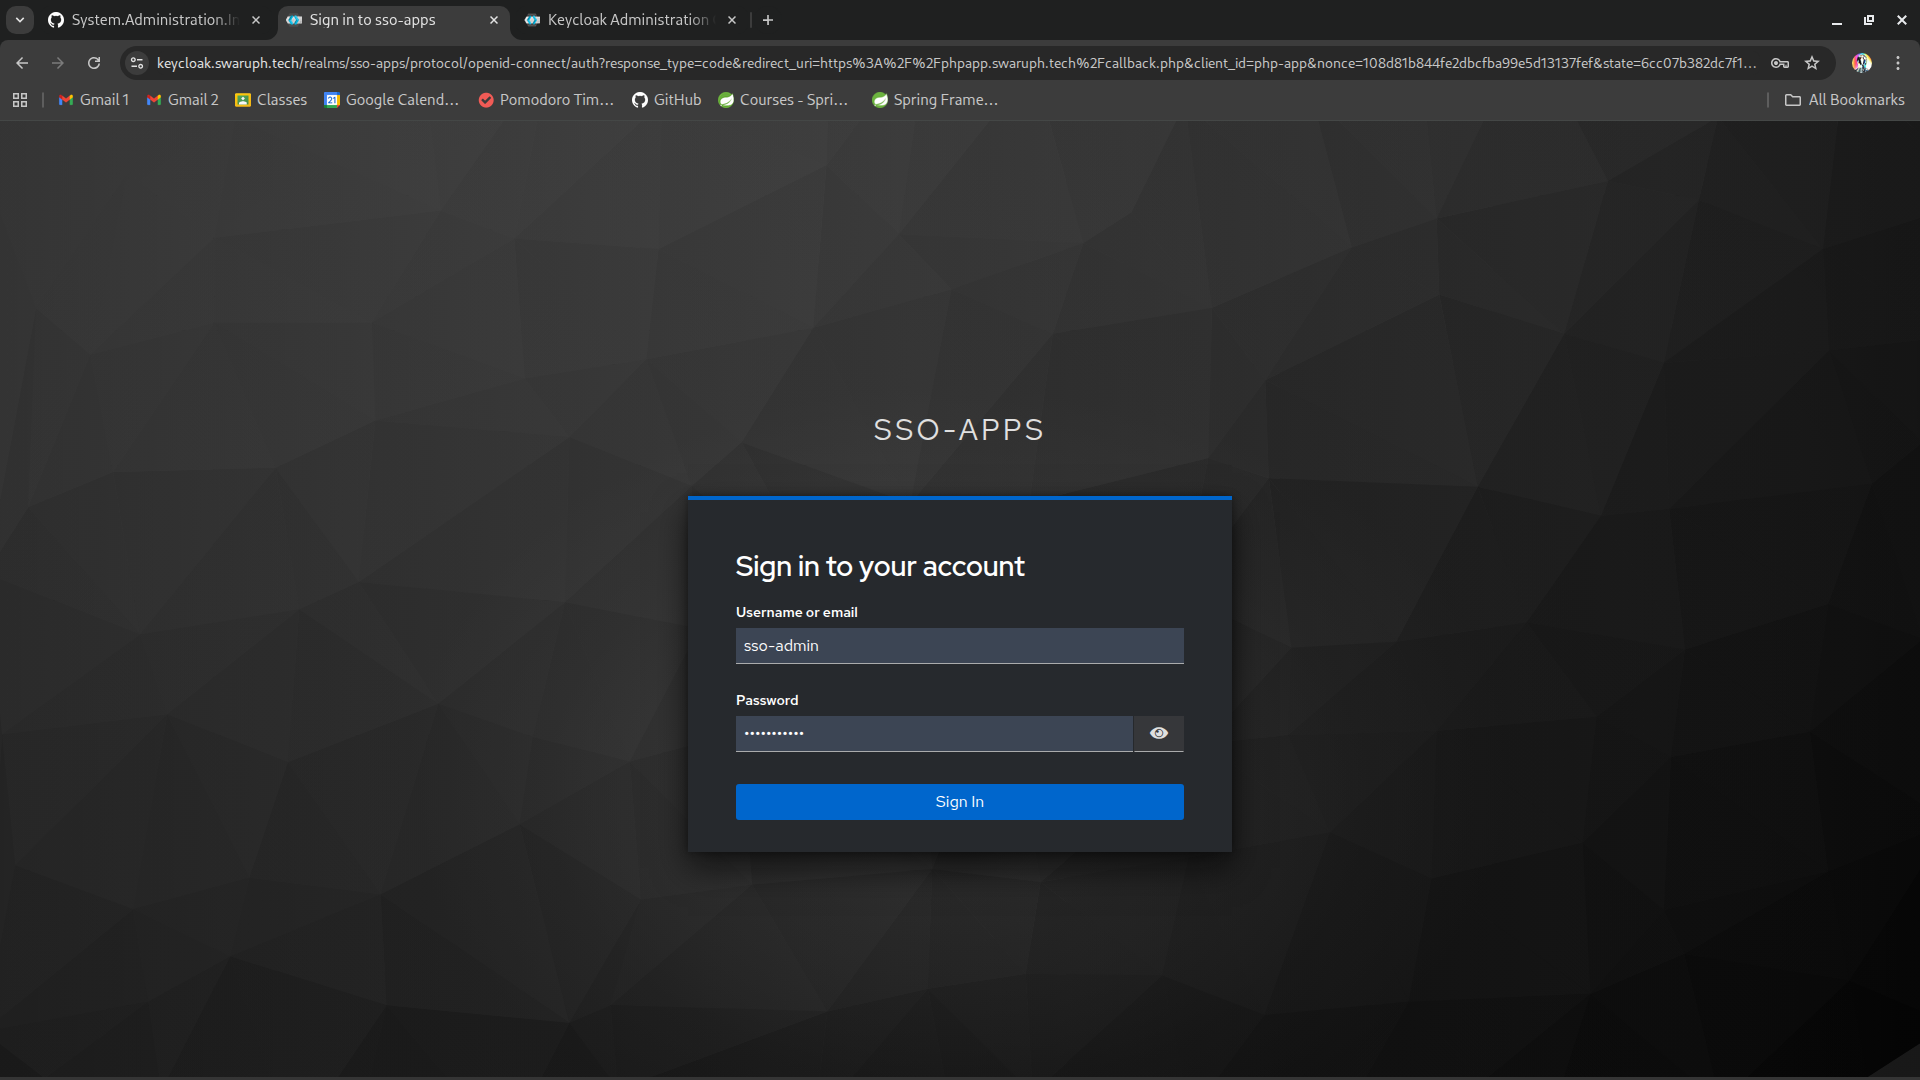 System.Administration.In
Sign in to sso-apps
Keycloak Administration
keycloak.swaruph.tech/realms/sso-apps/protocol/openid-connect/auth?response_type=code&redirect_uri=https%3A%2F%2Fphpapp.swaruph.tech%2Fcallback.php&client_id=php-app&nonce=108d81b844fe2dbcfba99e5d13137fef&state=6cc07b382dc7f1...
Gmail 1
Gmail 2
Classes
Google Calend...
Pomodoro Tim...
GitHub
Courses - Spri...
Spring Frame...
All Bookmarks
SSO-APPS
Sign in to your account
Username or email
sso-admin
Password
•••••••••••
Sign In